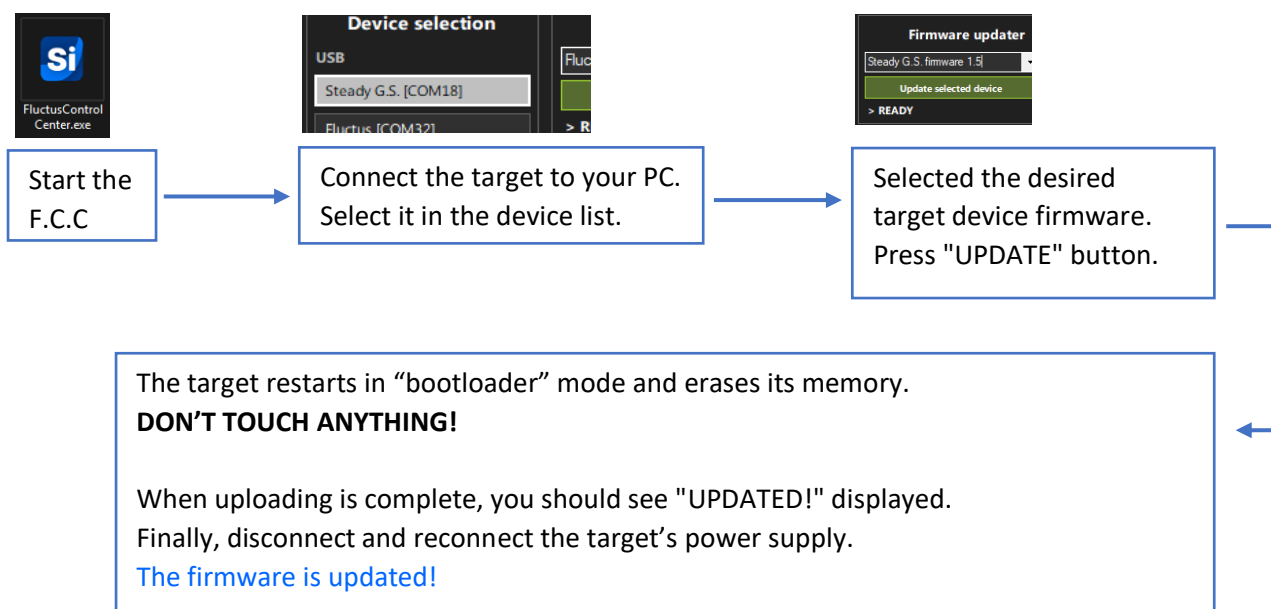 Si
FluctusControl
Center.exe
Device selection
USB
Steady G.S. [COM18]
Fluctus [COM32]
Fluc
> R
Firmware updater
Steady G.S. firmware 1.5
Update selected device
> READY
Start the
F.C.C
Connect the target to your PC.
Select it in the device list.
Selected the desired
target device firmware.
Press "UPDATE" button.
The target restarts in “bootloader” mode and erases its memory.
DON’T TOUCH ANYTHING!
When uploading is complete, you should see "UPDATED!" displayed.
Finally, disconnect and reconnect the target’s power supply.
The firmware is updated!